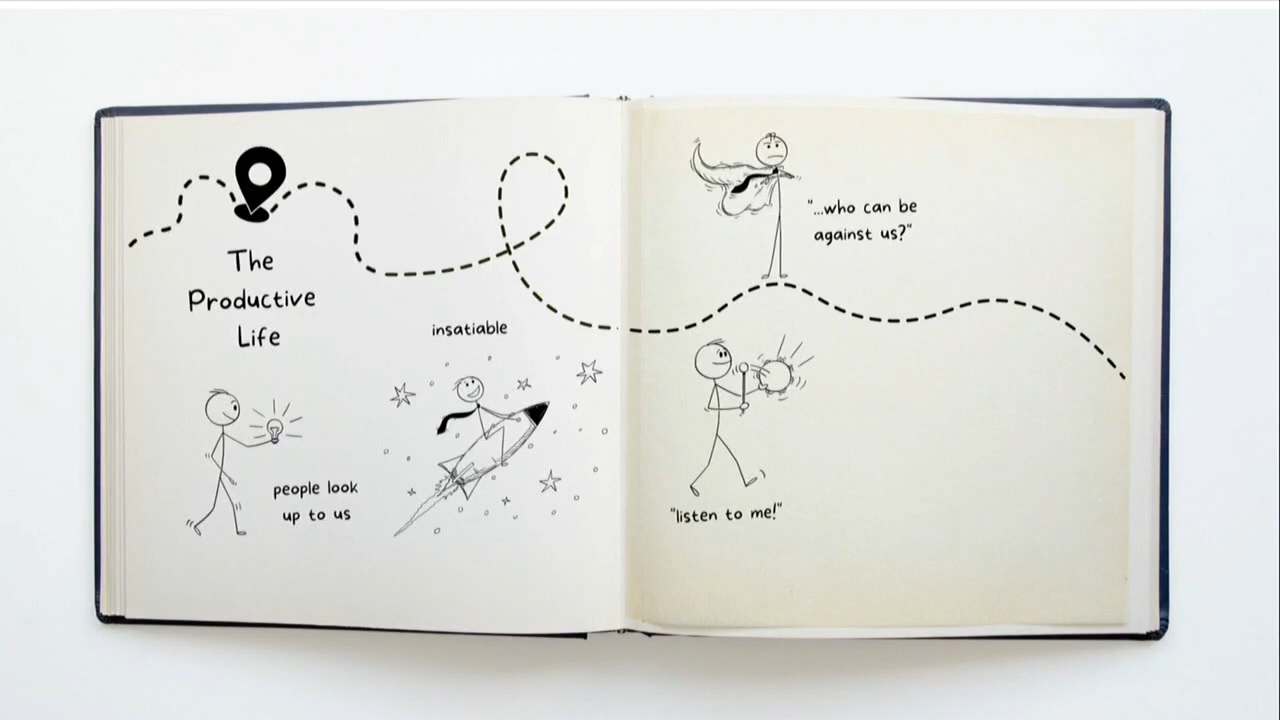 The
Productive
Life
insatiable
people look
up to us
"...who can be
against us?"
"listen to me!"